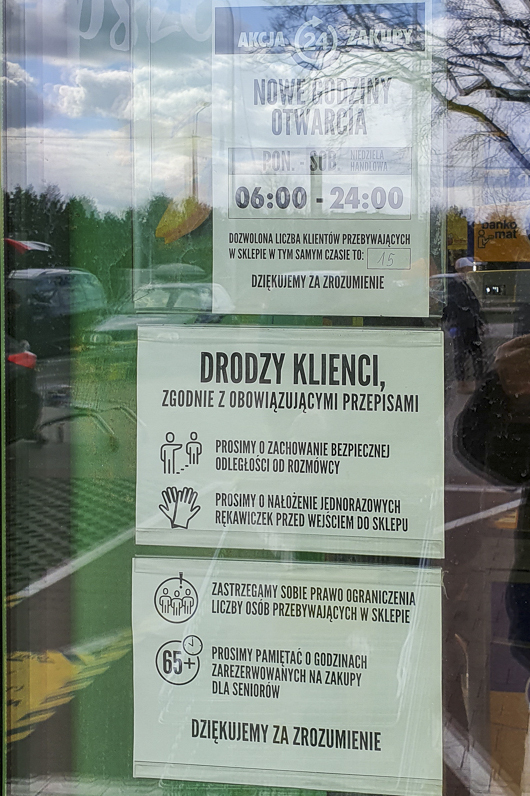 AKCJA 24 ZAKUPY
NOWE GODZINY
OTWARCIA
PON. - SOB. NIEDZIELA
HANDLOWA
06:00 - 24:00
DOZWOLONA LICZBA KLIENTÓW PRZEBYWAJĄCYCH
W SKLEPIE W TYM SAMYM CZASIE TO: 15
DZIĘKUJEMY ZA ZROZUMIENIE
bankomat
DRODZY KLIENCI,
ZGODNIE Z OBOWIĄZUJĄCYMI PRZEPISAMI
PROSIMY O ZACHOWANIE BEZPIECZNEJ
ODLEGŁOŚCI OD ROZMÓWCY
PROSIMY O NAŁOŻENIE JEDNORAZOWYCH
RĘKAWICZEK PRZED WEJŚCIEM DO SKLEPU
ZASTRZEGAMY SOBIE PRAWO OGRANICZENIA
LICZBY OSÓB PRZEBYWAJĄCYCH W SKLEPIE
65+
PROSIMY PAMIĘTAĆ O GODZINACH
ZAREZERWOWANYCH NA ZAKUPY
DLA SENIORÓW
DZIĘKUJEMY ZA ZROZUMIENIE